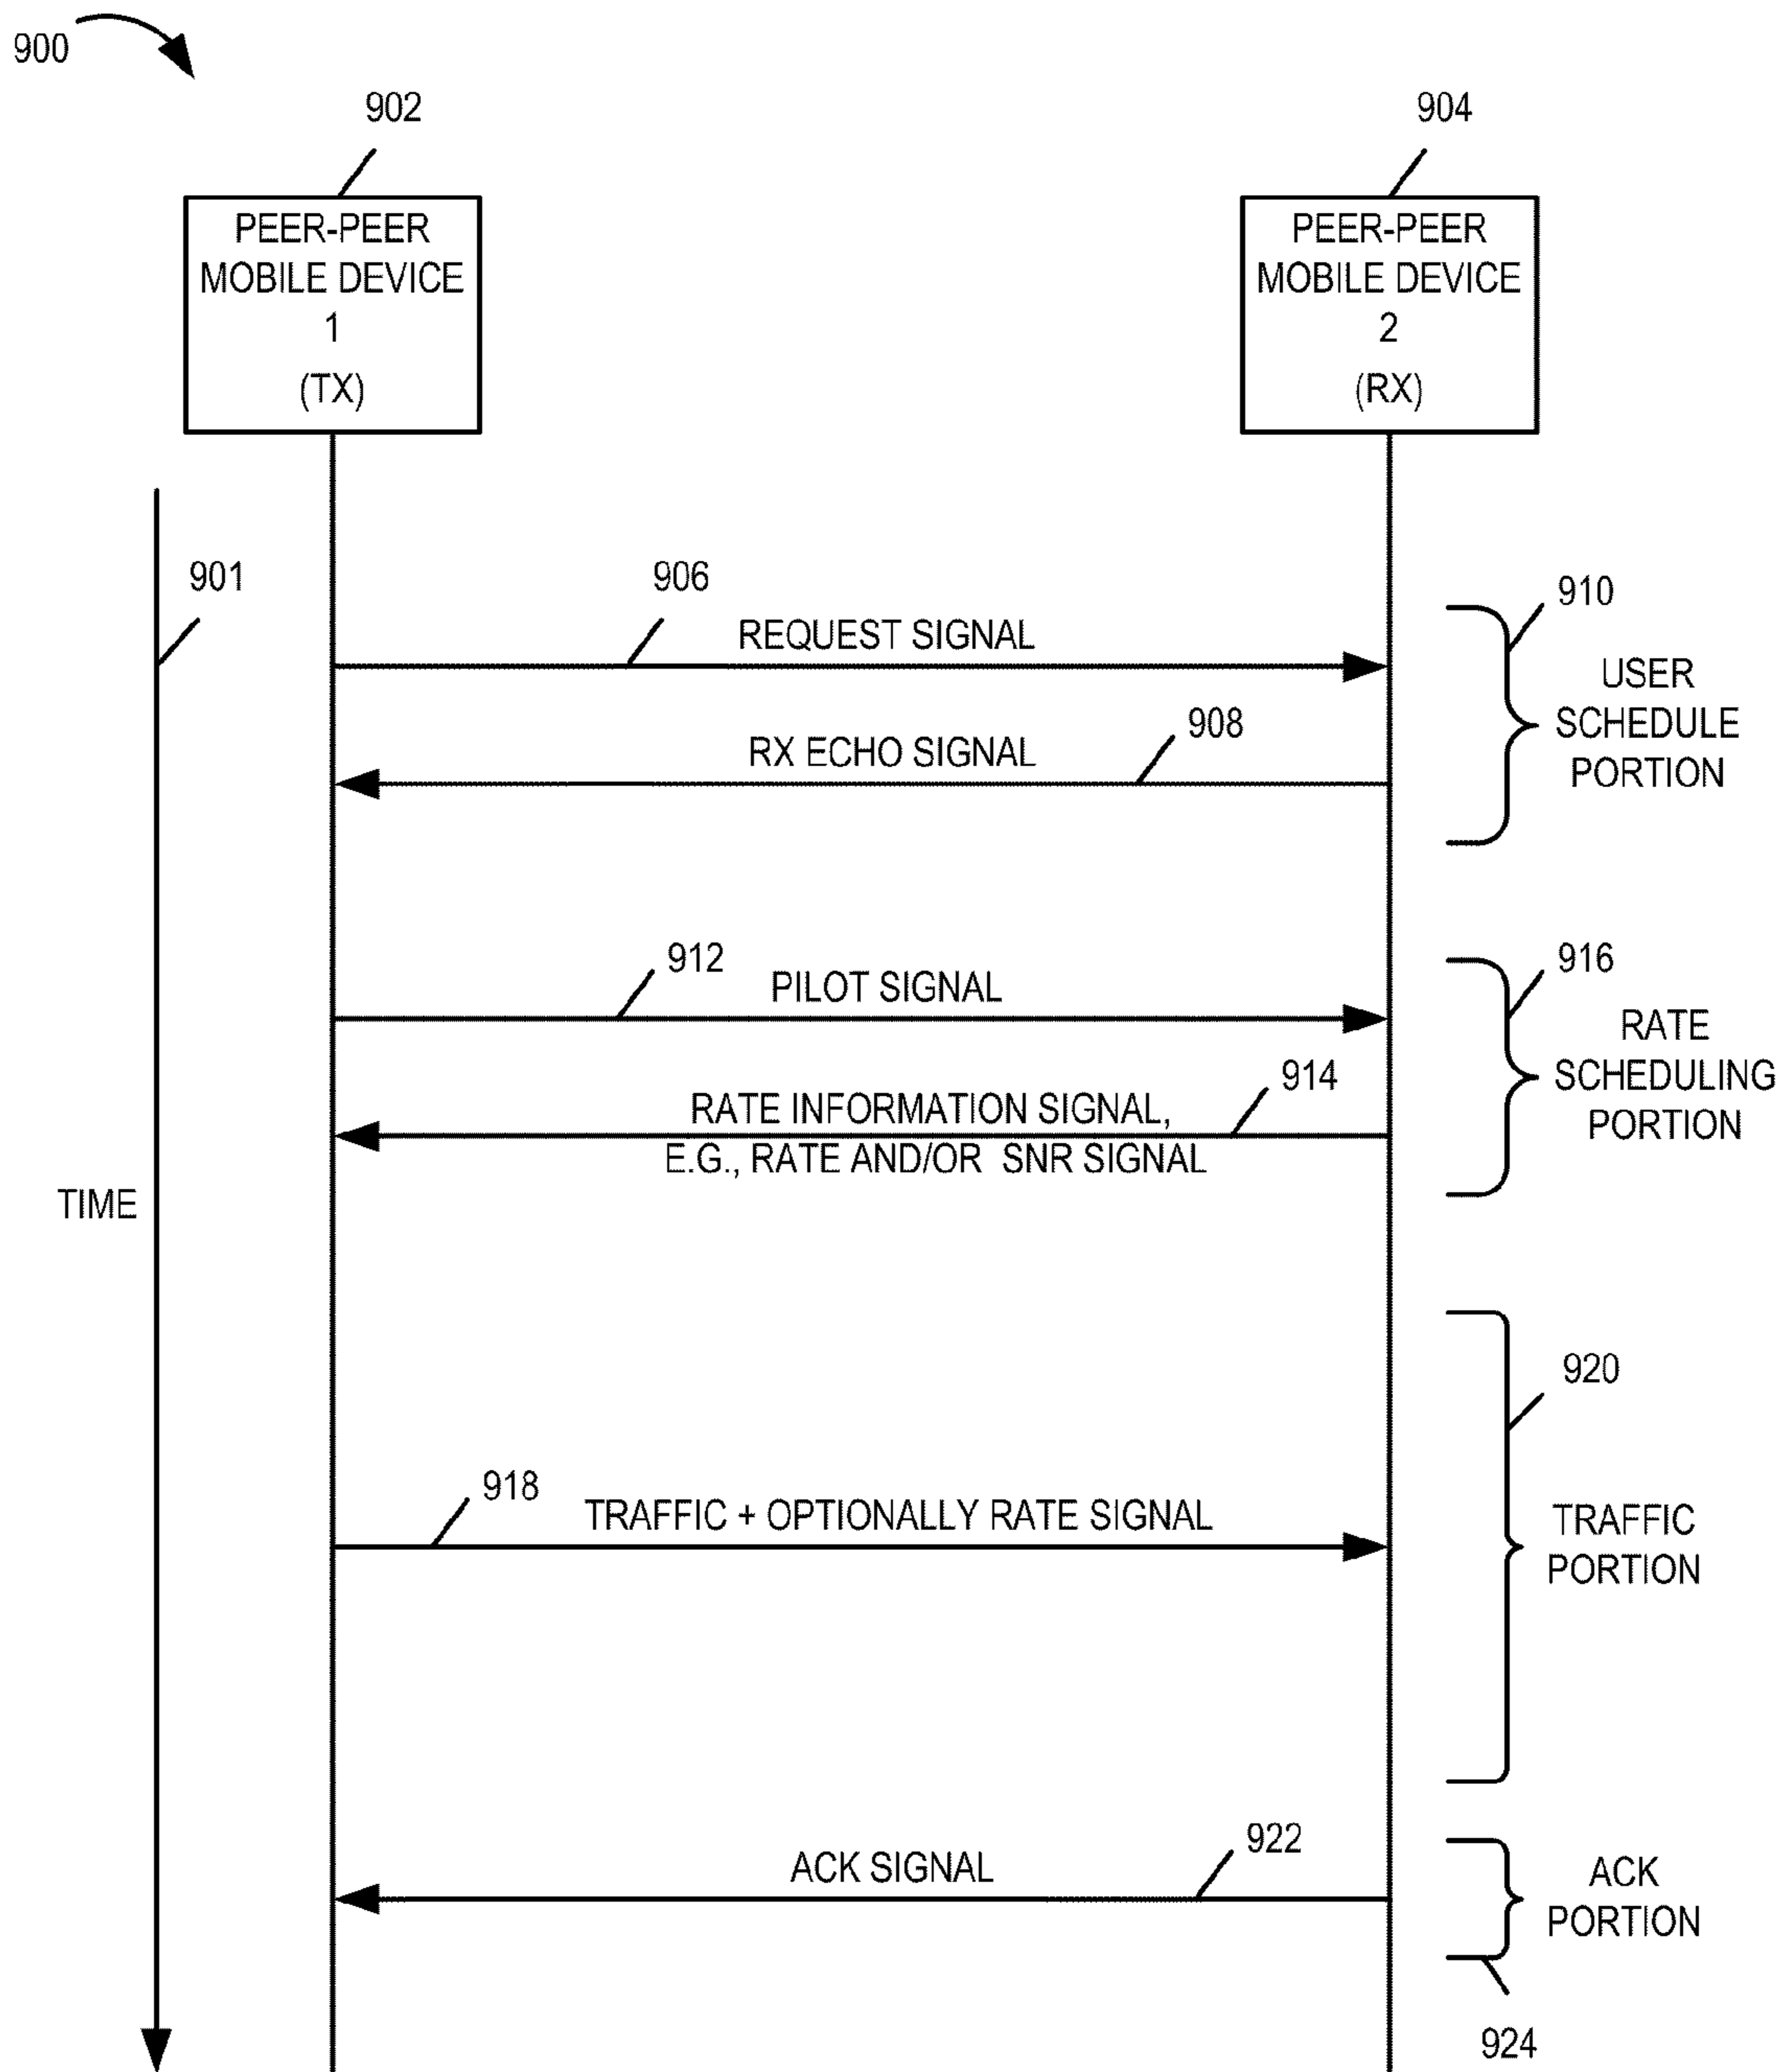 900
902
904
PEER-PEER
MOBILE DEVICE
1
(TX)
PEER-PEER
MOBILE DEVICE
2
(RX)
901
906
910
REQUEST SIGNAL
USER
SCHEDULE
PORTION
908
RX ECHO SIGNAL
912
916
PILOT SIGNAL
RATE
SCHEDULING
PORTION
914
RATE INFORMATION SIGNAL,
E.G., RATE AND/OR SNR SIGNAL
TIME
920
918
TRAFFIC + OPTIONALLY RATE SIGNAL
TRAFFIC
PORTION
922
ACK SIGNAL
ACK
PORTION
924